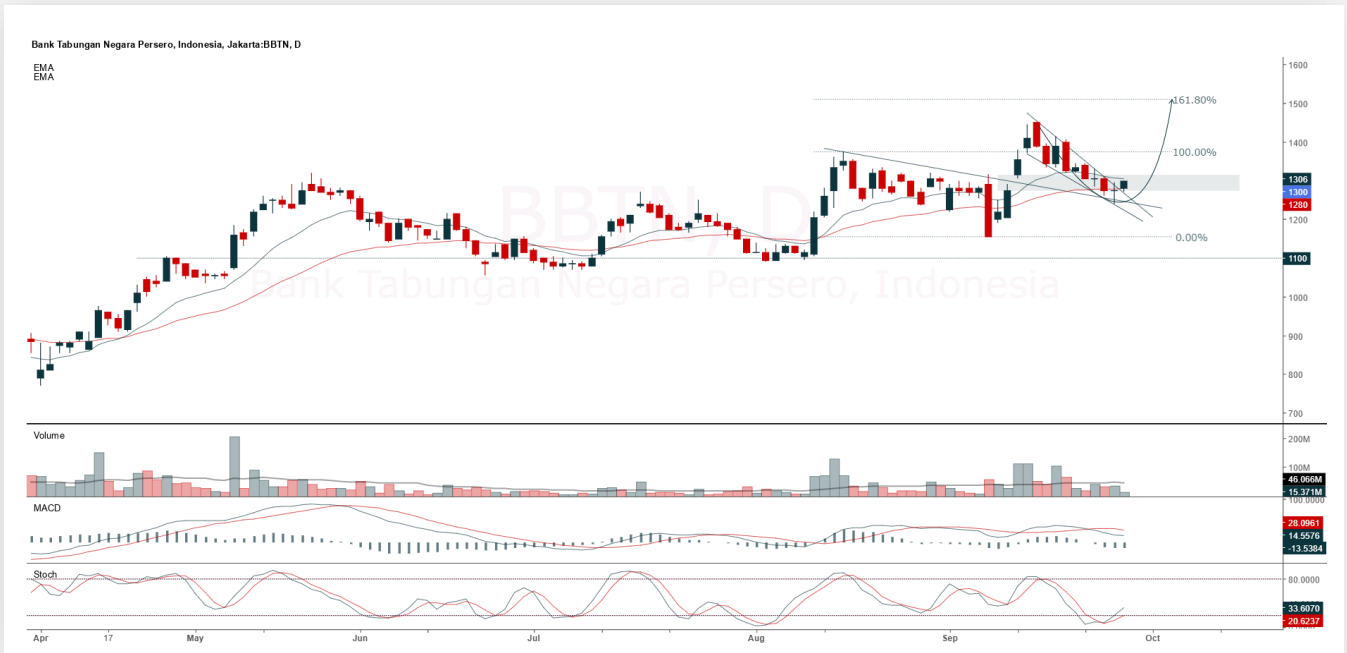 Bank Tabungan Negara Persero, Indonesia, Jakarta:BBTN, D
EMA
EMA
BBTN, D
Bank Tabungan Negara Persero, Indonesia
161.80%
100.00%
0.00%
1600
1500
1400
1306
1300
1280
1200
1100
1000
900
800
700
Volume
200M
100M
46.066M
15.371M
MACD
100.0000
28.0961
14.5576
-13.5384
Stoch
80.0000
33.6070
20.6237
Apr 17 May Jun Jul Aug Sep Oct